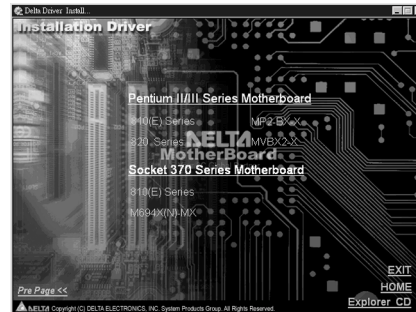 Delta Driver Install...
Installation Driver
Pentium II/III Series Motherboard
810(E) Series MP2-BX-X
820 Series MVBX2-X
DELTA
MotherBoard
Socket 370 Series Motherboard
810(E) Series
M694X(N)-MX
EXIT
HOME
Pre Page << Explorer CD
DELTA Copyright (C) DELTA ELECTRONICS, INC. System Products Group. All Rights Reserved.